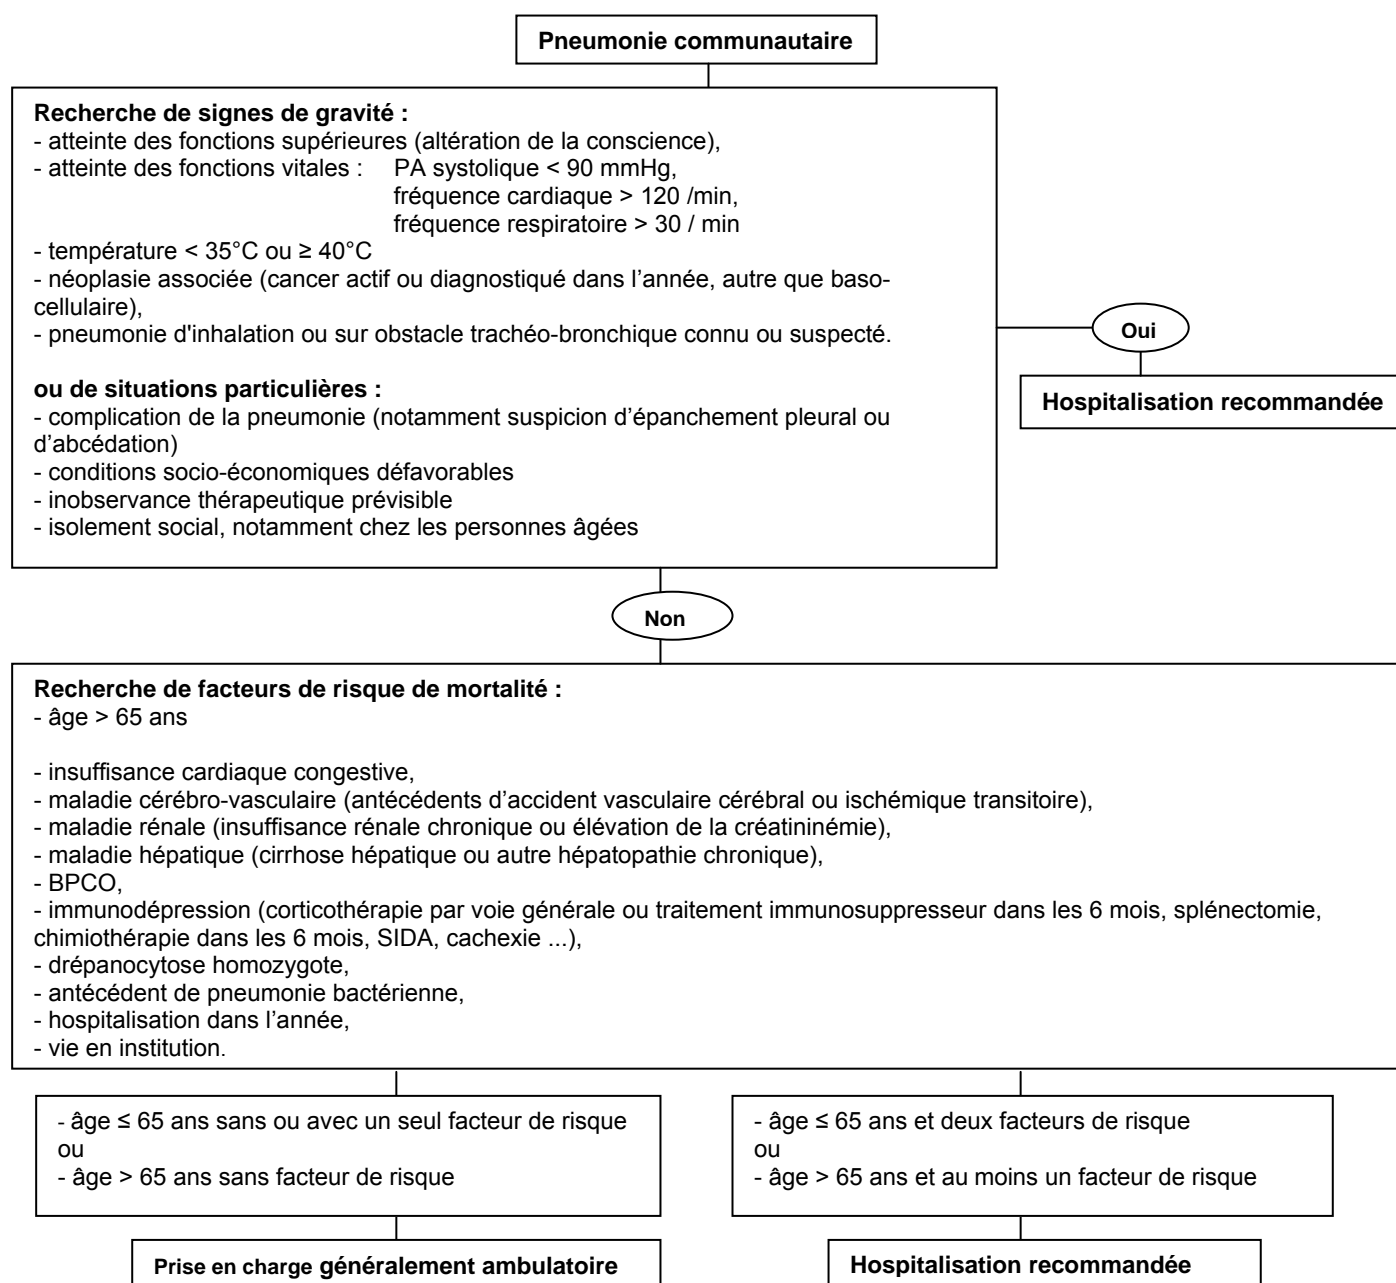 Pneumonie communautaire
Recherche de signes de gravité :
- atteinte des fonctions supérieures (altération de la conscience),
- atteinte des fonctions vitales : PA systolique < 90 mmHg,
fréquence cardiaque > 120 /min,
fréquence respiratoire > 30 / min
- température < 35°C ou ≥ 40°C
- néoplasie associée (cancer actif ou diagnostiqué dans l’année, autre que baso-
cellulaire),
- pneumonie d'inhalation ou sur obstacle trachéo-bronchique connu ou suspecté.
ou de situations particulières :
- complication de la pneumonie (notamment suspicion d’épanchement pleural ou
d’abcédation)
- conditions socio-économiques défavorables
- inobservance thérapeutique prévisible
- isolement social, notamment chez les personnes âgées
Oui
Hospitalisation recommandée
Non
Recherche de facteurs de risque de mortalité :
- âge > 65 ans
- insuffisance cardiaque congestive,
- maladie cérébro-vasculaire (antécédents d’accident vasculaire cérébral ou ischémique transitoire),
- maladie rénale (insuffisance rénale chronique ou élévation de la créatininémie),
- maladie hépatique (cirrhose hépatique ou autre hépatopathie chronique),
- BPCO,
- immunodépression (corticothérapie par voie générale ou traitement immunosuppresseur dans les 6 mois, splénectomie,
chimiothérapie dans les 6 mois, SIDA, cachexie ...),
- drépanocytose homozygote,
- antécédent de pneumonie bactérienne,
- hospitalisation dans l’année,
- vie en institution.
- âge ≤ 65 ans sans ou avec un seul facteur de risque
ou
- âge > 65 ans sans facteur de risque
- âge ≤ 65 ans et deux facteurs de risque
ou
- âge > 65 ans et au moins un facteur de risque
Prise en charge généralement ambulatoire
Hospitalisation recommandée